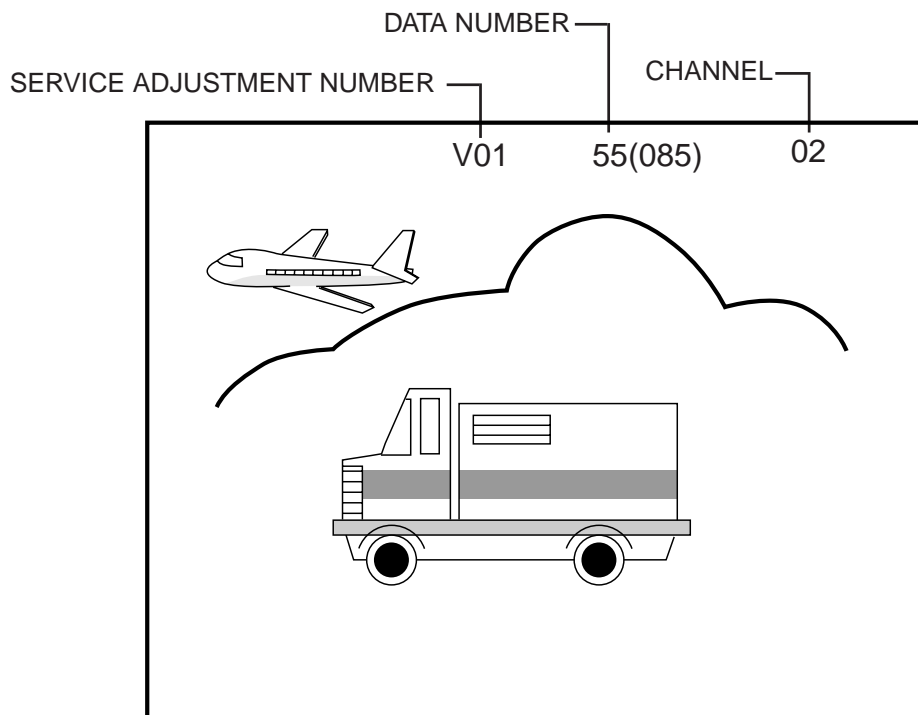 DATA NUMBER
SERVICE ADJUSTMENT NUMBER
CHANNEL
V01 55(085) 02